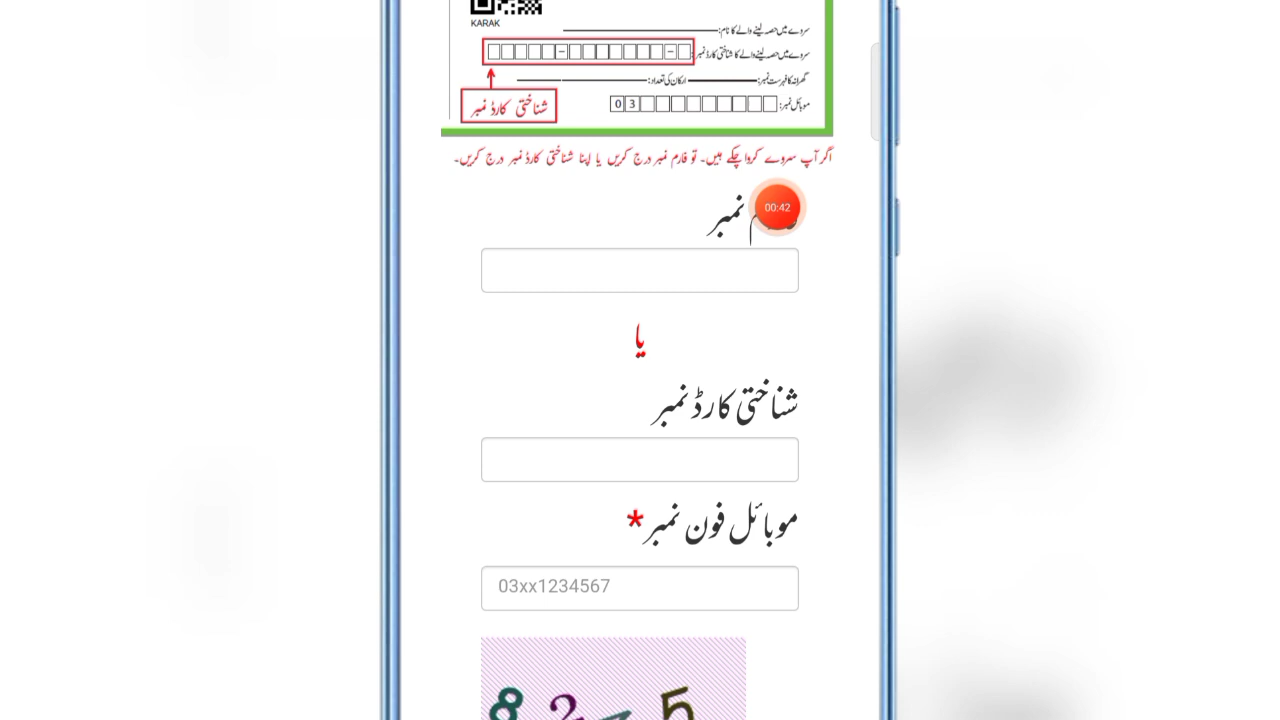 KARAK
سروے میں حصہ لینے والے کا نام:
سروے میں حصہ لینے والے کا شناختی کارڈ نمبر:
گھرانہ کا فہرست نمبر: ارکان کی تعداد:
موبائل نمبر: 03
شناختی کارڈ نمبر
اگر آپ سروے کروا چکے ہیں۔ تو فارم نمبر درج کریں یا اپنا شناختی کارڈ نمبر درج کریں۔
00:42
نمبر
یا
شناختی کارڈ نمبر
موبائل فون نمبر*
03xx1234567
8 2 5